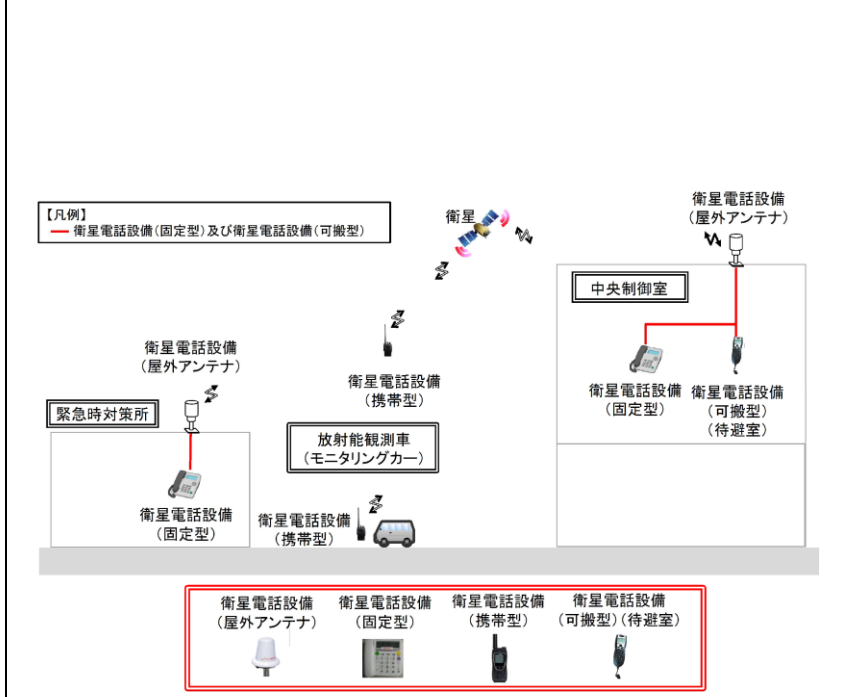 【凡例】
衛星電話設備(固定型)及び衛星電話設備(可搬型)
衛星
衛星電話設備
(屋外アンテナ)
中央制御室
衛星電話設備
(固定型)
衛星電話設備
(可搬型)
(待避室)
衛星電話設備
(携帯型)
衛星電話設備
(屋外アンテナ)
緊急時対策所
衛星電話設備
(固定型)
放射能観測車
(モニタリングカー)
衛星電話設備
(携帯型)
衛星電話設備
(屋外アンテナ)
衛星電話設備
(固定型)
衛星電話設備
(携帯型)
衛星電話設備
(可搬型)(待避室)